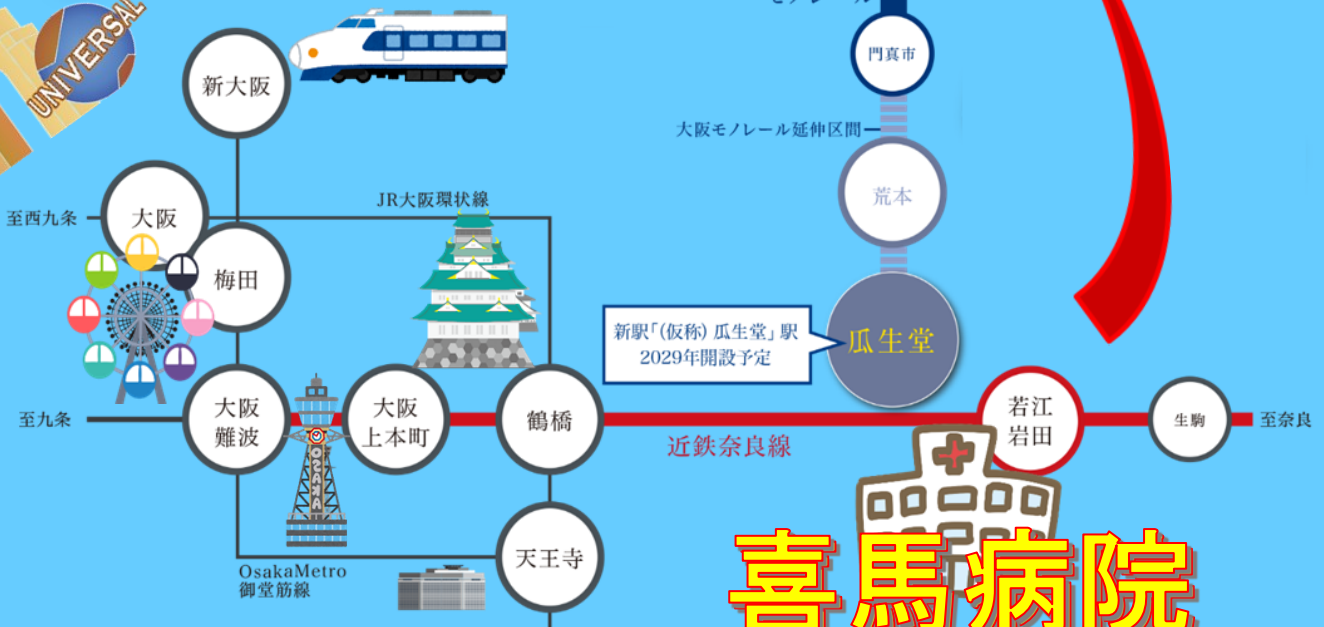 UNIVERSAL
新大阪
門真市
大阪モノレール延伸区間
荒本
JR大阪環状線
至西九条
大阪
梅田
新駅「(仮称) 瓜生堂」駅
2029年開設予定
瓜生堂
至九条
大阪
難波
大阪
上本町
鶴橋
近鉄奈良線
若江
岩田
生駒
至奈良
OSAKA
天王寺
OsakaMetro
御堂筋線
喜馬病院